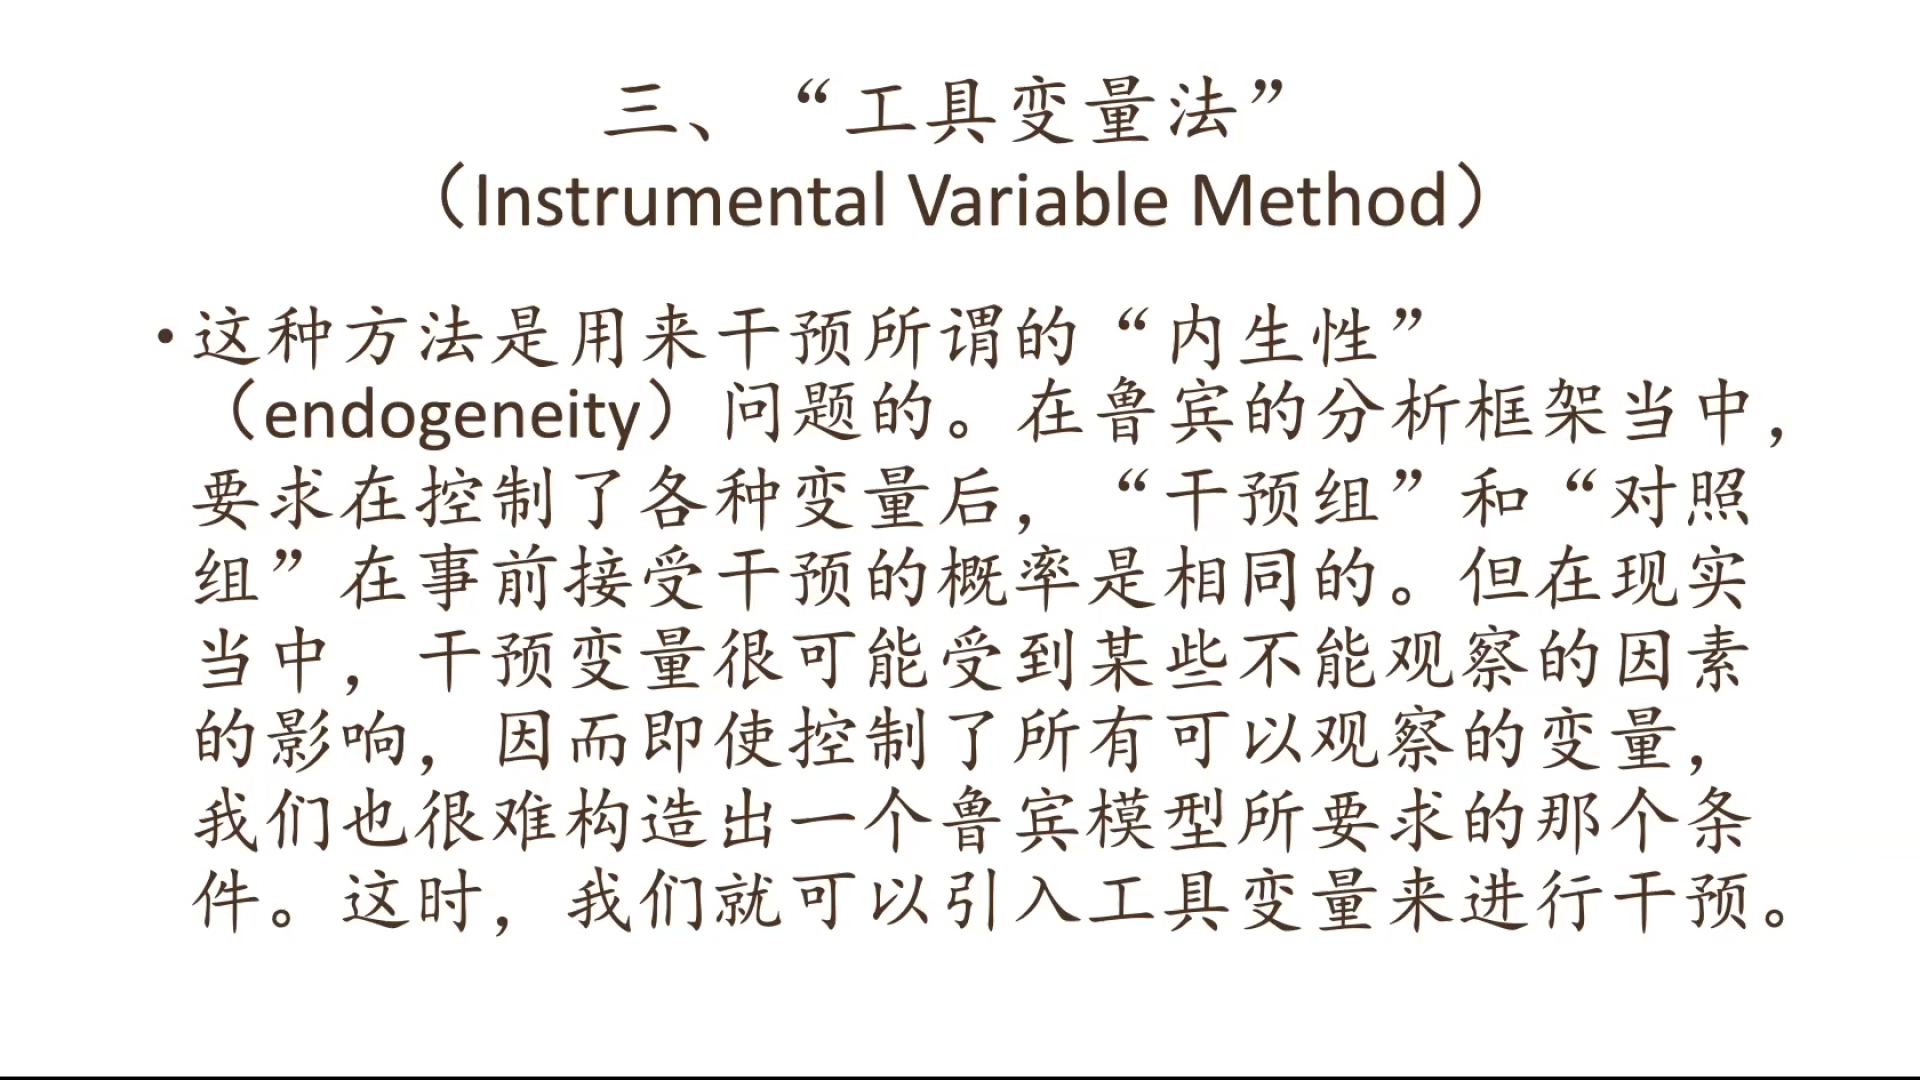 三、“工具变量法”
（Instrumental Variable Method）
•这种方法是用来干预所谓的“内生性”
（endogeneity）问题的。在鲁宾的分析框架当中，
要求在控制了各种变量后，“干预组”和“对照
组”在事前接受干预的概率是相同的。但在现实
当中，干预变量很可能受到某些不能观察的因素
的影响，因而即使控制了所有可以观察的变量，
我们也很难构造出一个鲁宾模型所要求的那个条
件。这时，我们就可以引入工具变量来进行干预。